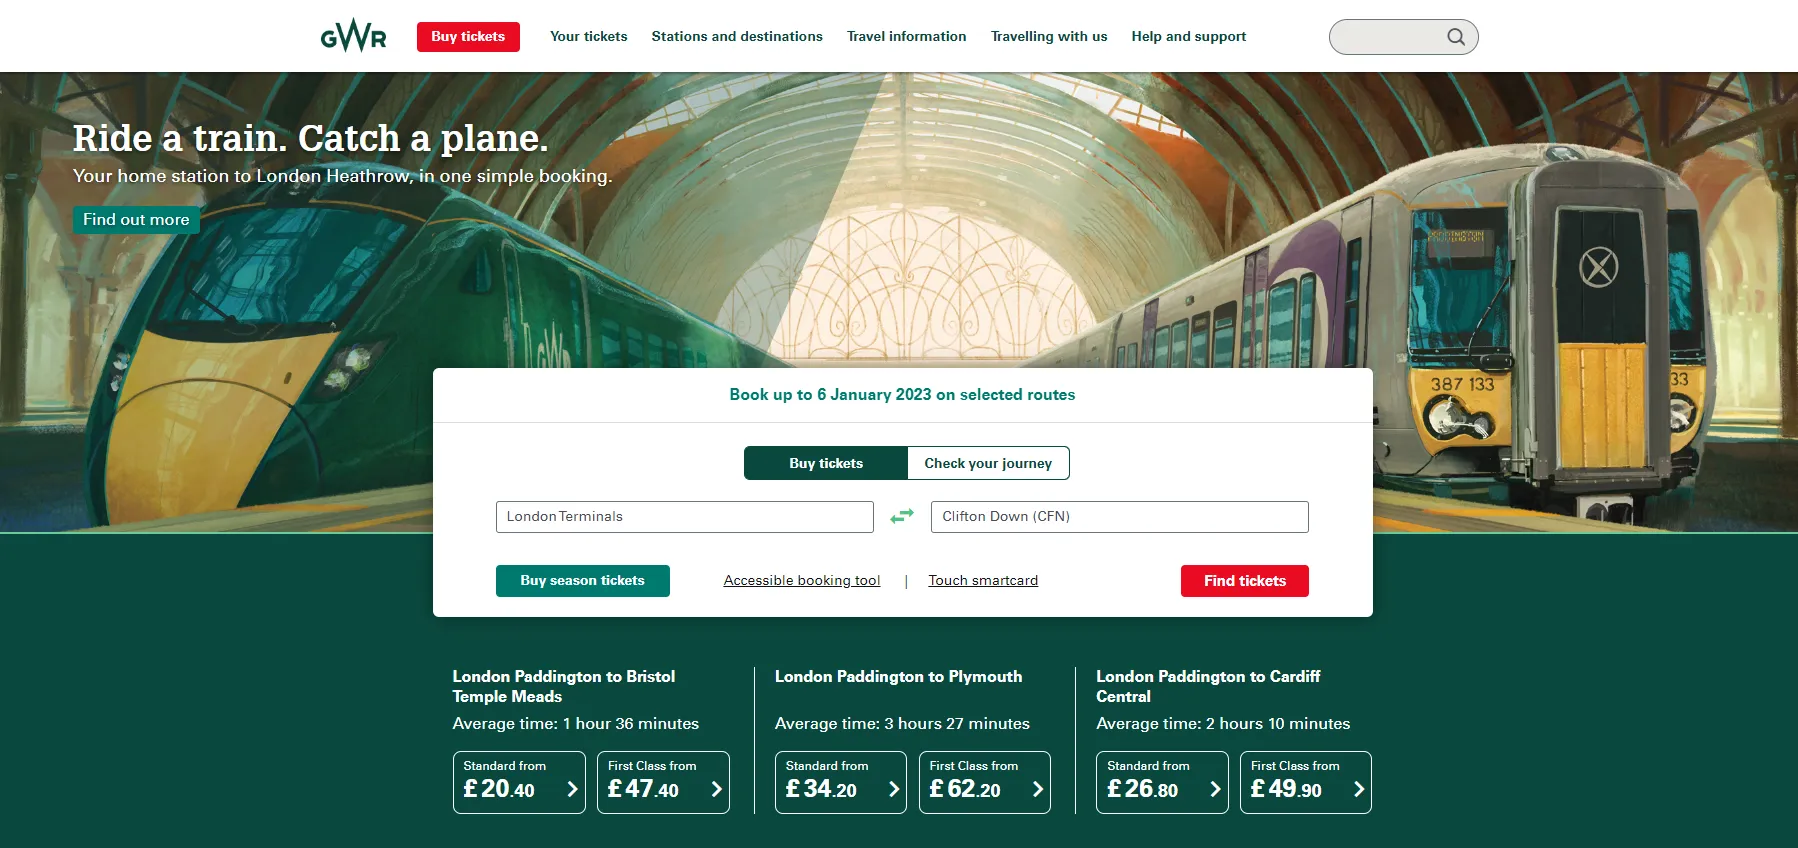 GWR
Buy tickets
Your tickets
Stations and destinations
Travel information
Travelling with us
Help and support
Ride a train. Catch a plane.
Your home station to London Heathrow, in one simple booking.
Find out more
PADDINGTON
GWR
387 133
33
Book up to 6 January 2023 on selected routes
Buy tickets
Check your journey
London Terminals
Clifton Down (CFN)
Buy season tickets
Accessible booking tool
|
Touch smartcard
Find tickets
London Paddington to Bristol
Temple Meads
Average time: 1 hour 36 minutes
Standard from
£20.40
First Class from
£47.40
London Paddington to Plymouth
Average time: 3 hours 27 minutes
Standard from
£34.20
First Class from
£62.20
London Paddington to Cardiff
Central
Average time: 2 hours 10 minutes
Standard from
£26.80
First Class from
£49.90